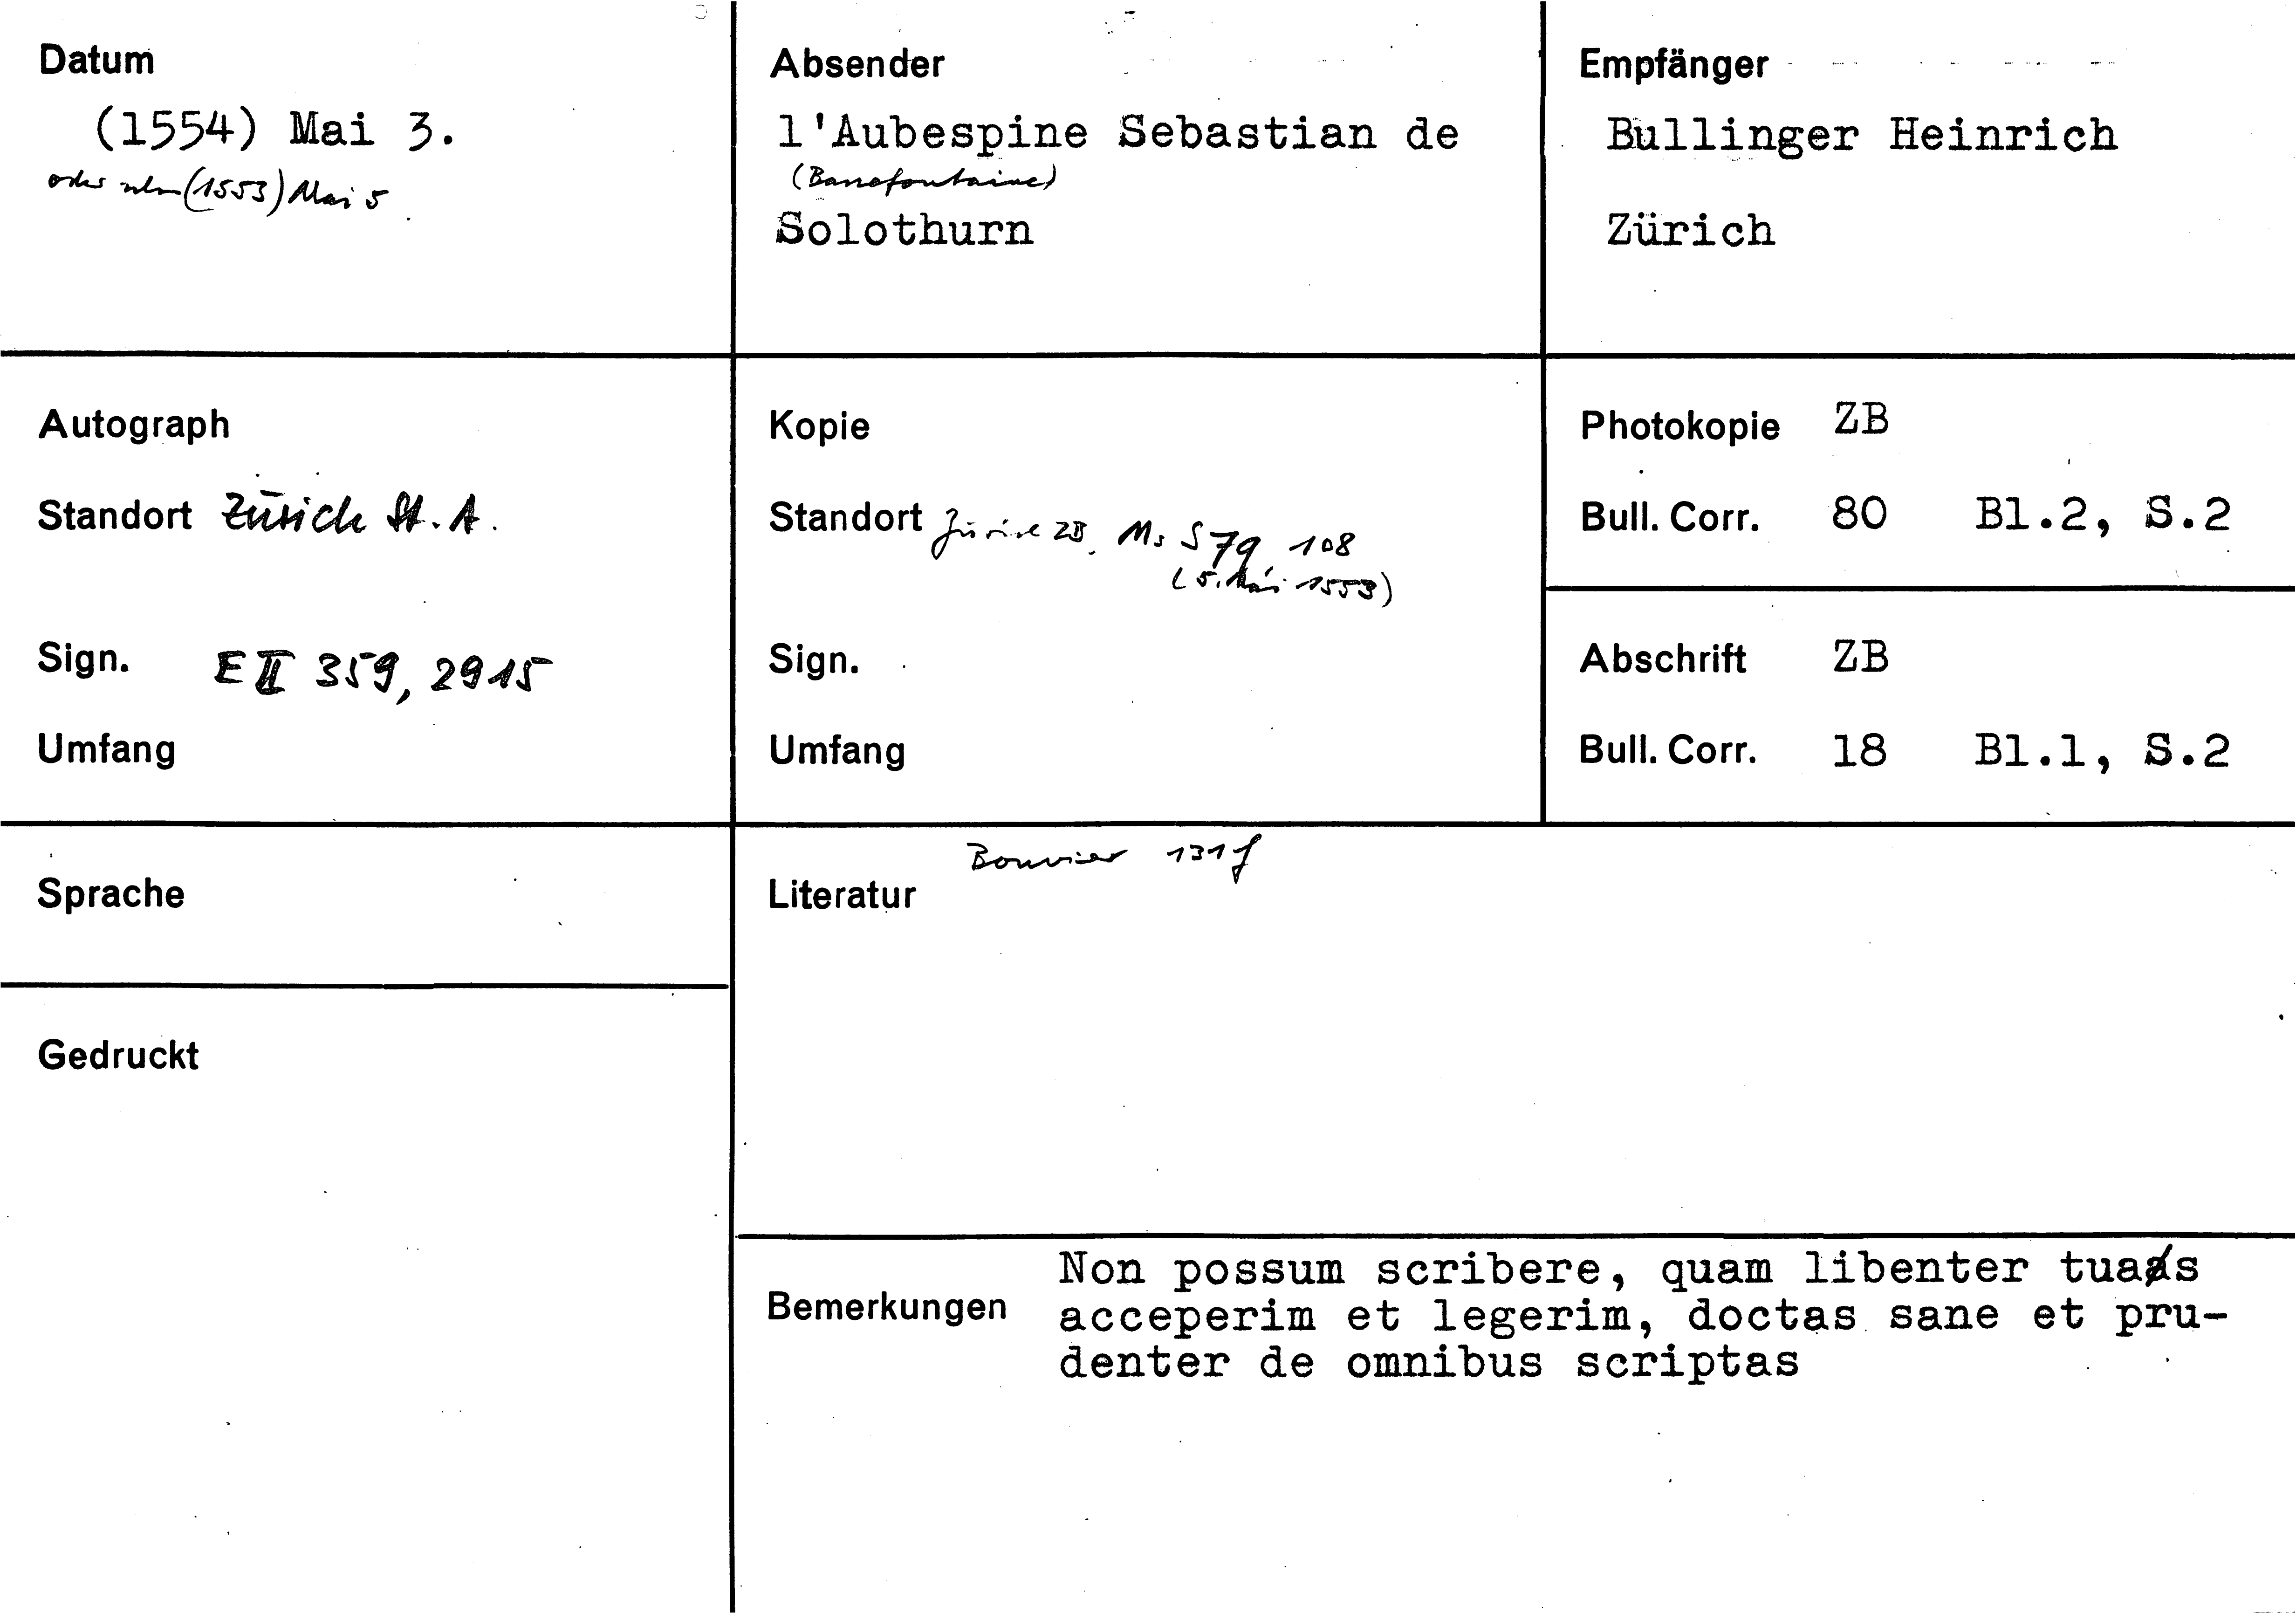 Datum
(1554) Mai 3.
oder (1553) Mai 5
Absender
l'Aubespine Sebastian de
(Bassefontaine)
Solothurn
Empfänger
Bullinger Heinrich
Zürich
Autograph
Standort Zürich St. A.
Sign. E II 359, 2915
Umfang
Kopie
Standort Zürich ZB, Ms S 79, 108
(5. Mai 1553)
Sign.
Umfang
Photokopie ZB
Bull. Corr. 80 Bl.2, S.2
Abschrift ZB
Bull. Corr. 18 Bl.1, S.2
Sprache
Gedruckt
Bouvier 131f
Literatur
Bemerkungen
Non possum scribere, quam libenter tuas
acceperim et legerim, doctas sane et pru-
denter de omnibus scriptas